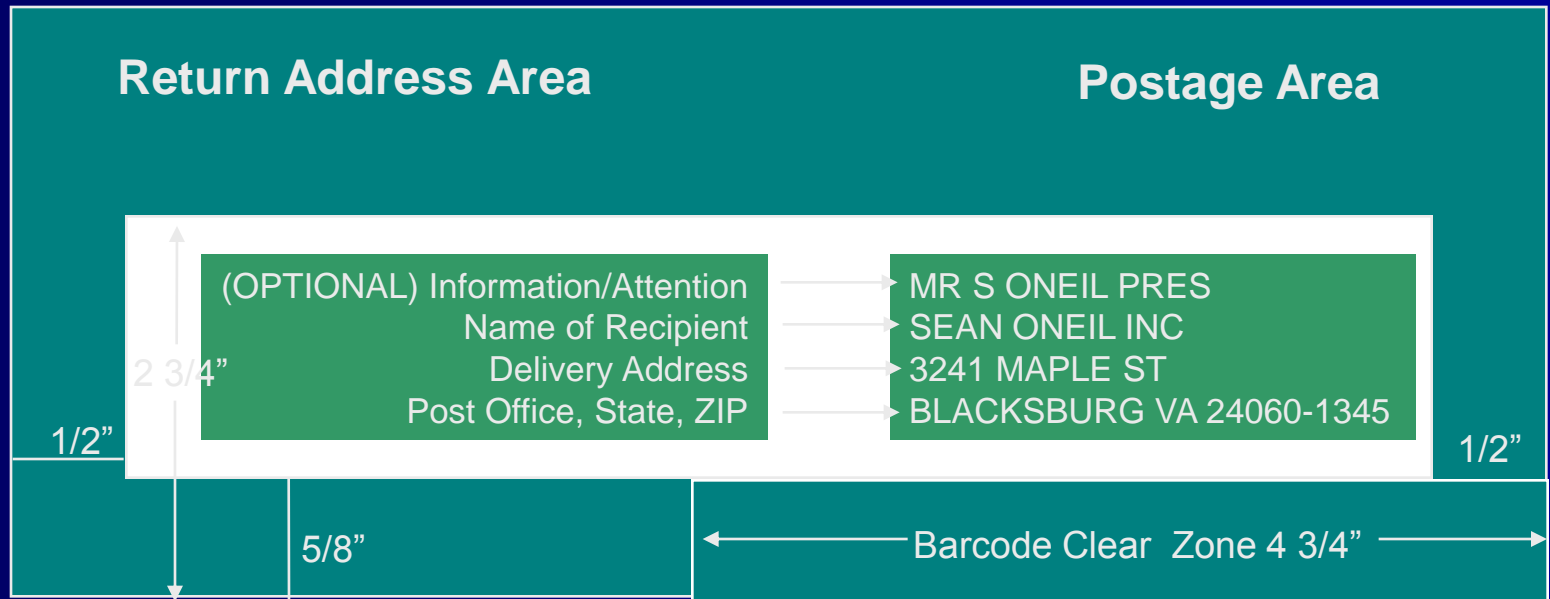 Return Address Area
Postage Area
(OPTIONAL) Information/Attention
MR S ONEIL PRES
Name of Recipient
SEAN ONEIL INC
2 3/4”
Delivery Address
3241 MAPLE ST
Post Office, State, ZIP
BLACKSBURG VA 24060-1345
1/2”
1/2”
5/8”
Barcode Clear Zone 4 3/4”